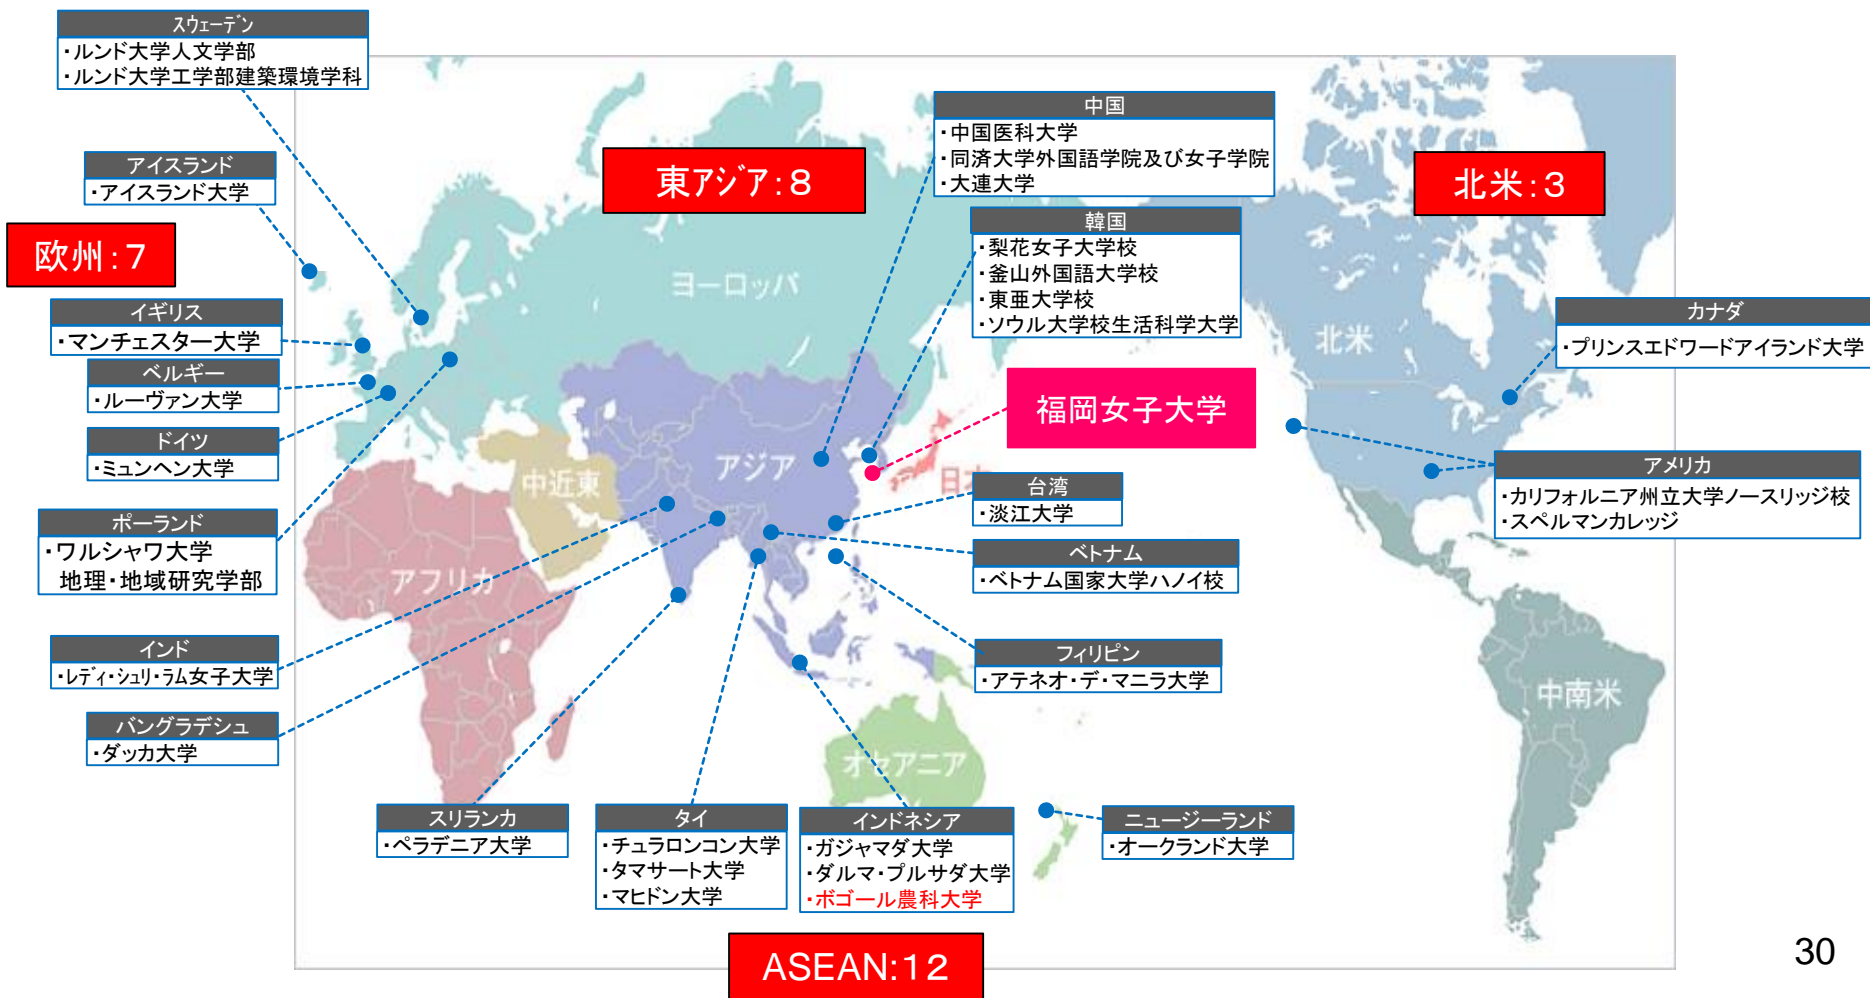 スウェーデン
・ルンド大学人文学部
・ルンド大学工学部建築環境学科
アイスランド
・アイスランド大学
欧州:7
東アジア:8
中国
・中国医科大学
・同済大学外国語学院及び女子学院
・大連大学
北米:3
韓国
・梨花女子大学校
・釜山外国語大学校
・東亜大学校
・ソウル大学校生活科学大学
ヨーロッパ
イギリス
・マンチェスター大学
ベルギー
・ルーヴァン大学
ドイツ
・ミュンヘン大学
ポーランド
・ワルシャワ大学
地理・地域研究学部
北米
カナダ
・プリンスエドワードアイランド大学
福岡女子大学
アジア
中近東
日本
アメリカ
・カリフォルニア州立大学ノースリッジ校
・スペルマンカレッジ
台湾
・淡江大学
ベトナム
・ベトナム国家大学ハノイ校
アフリカ
インド
・レディ・シュリ・ラム女子大学
フィリピン
・アテネオ・デ・マニラ大学
中南米
バングラデシュ
・ダッカ大学
オセアニア
スリランカ
・ペラデニア大学
タイ
・チュラロンコン大学
・タマサート大学
・マヒドン大学
インドネシア
・ガジャマダ大学
・ダルマ・プルサダ大学
・ボゴール農科大学
ニュージーランド
・オークランド大学
ASEAN:12
30